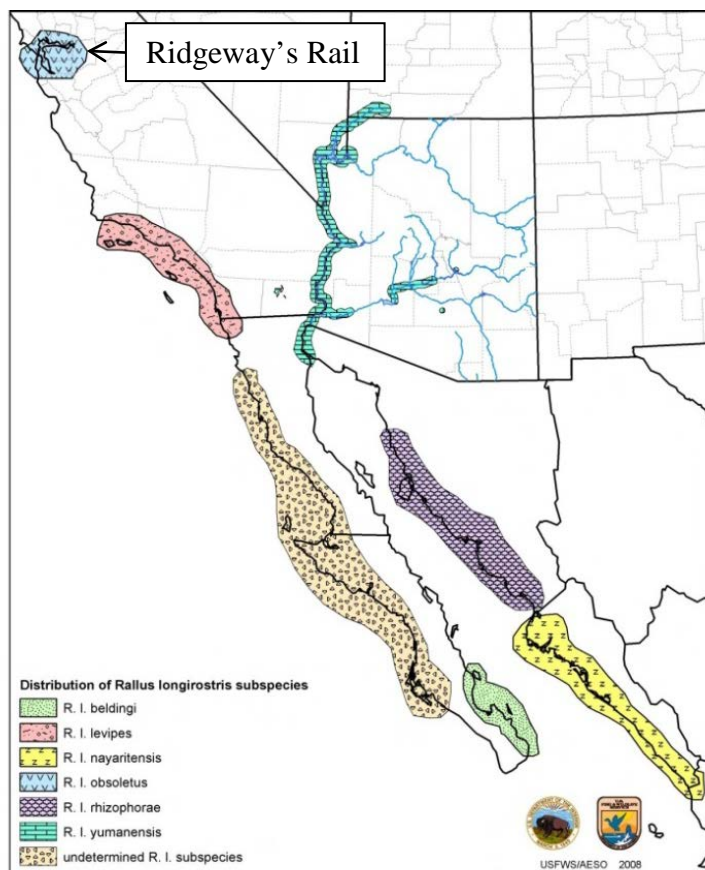 Ridgeway's Rail
Distribution of Rallus longirostris subspecies
R. l. beldingi
R. l. levipes
R. l. nayaritensis
R. l. obsoletus
R. l. rhizophorae
R. l. yumanensis
undetermined R. l. subspecies
USFWS/AESO 2008